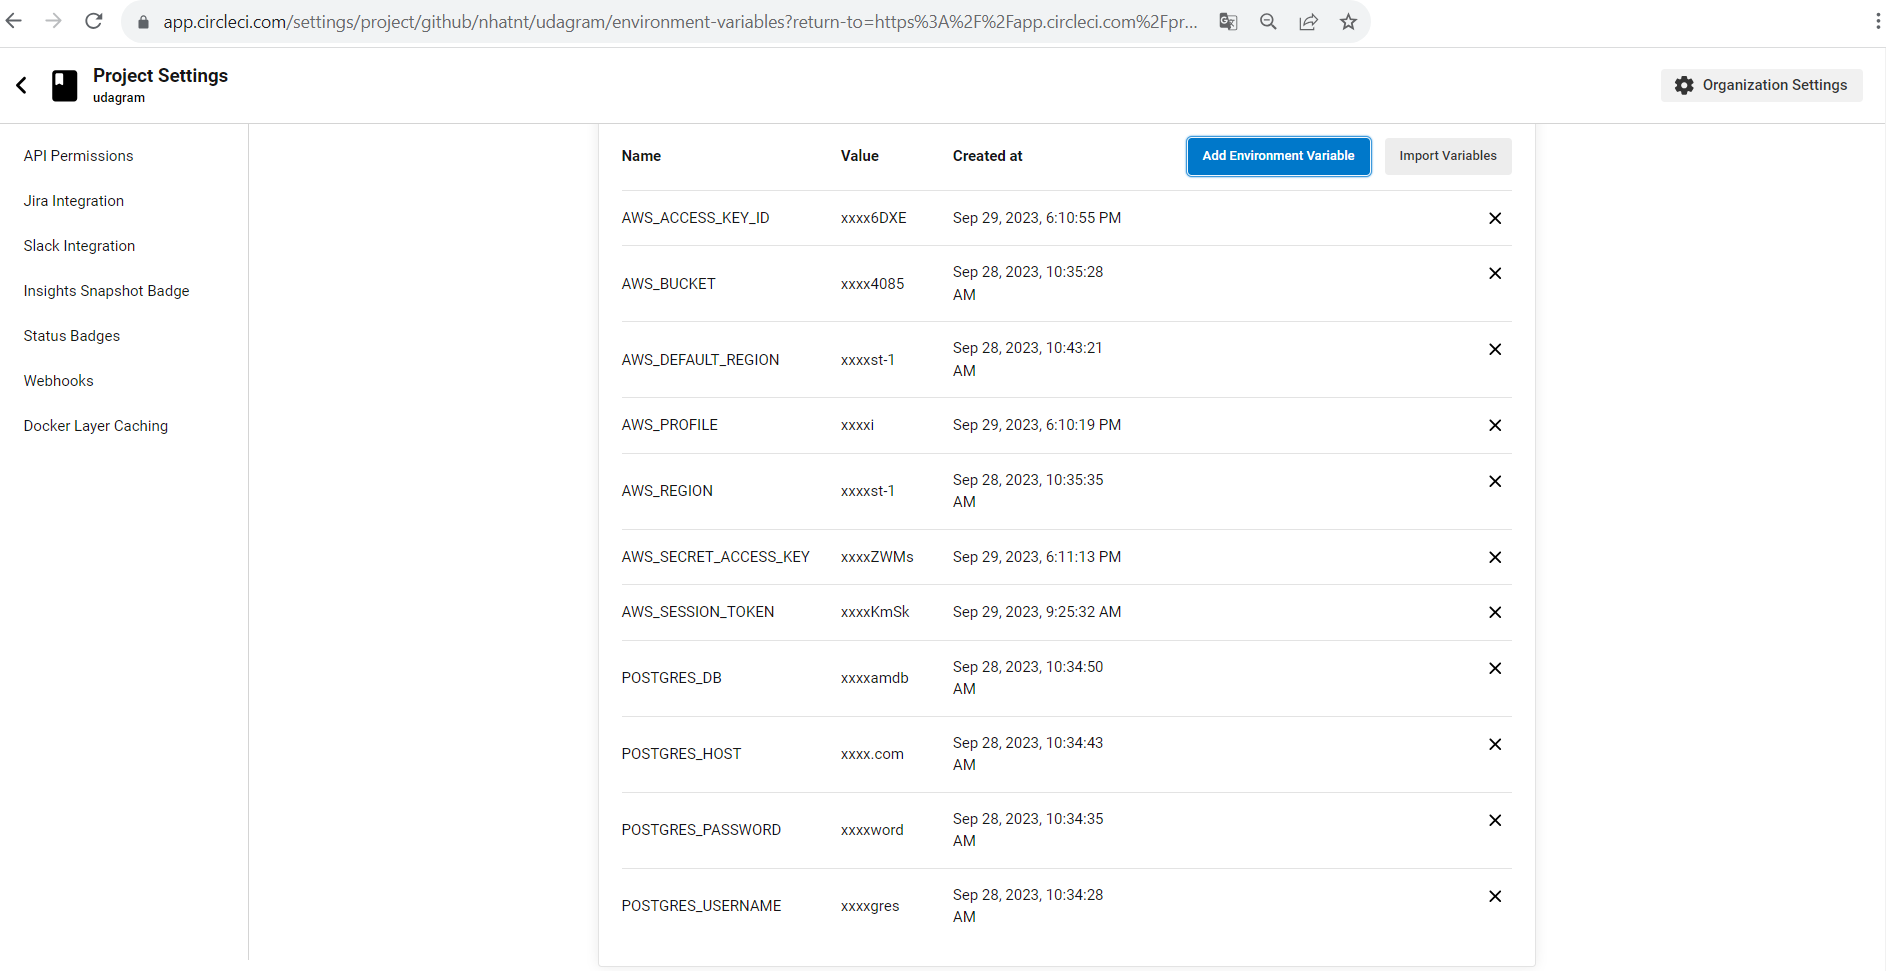 app.circleci.com/settings/project/github/nhatnt/udagram/environment-variables?return-to=https%3A%2F%2Fapp.circleci.com%2Fpr...
Project Settings
udagram
Organization Settings
API Permissions
Jira Integration
Slack Integration
Insights Snapshot Badge
Status Badges
Webhooks
Docker Layer Caching
Name Value Created at Add Environment Variable Import Variables
AWS_ACCESS_KEY_ID xxxx6DXE Sep 29, 2023, 6:10:55 PM
AWS_BUCKET xxxx4085 Sep 28, 2023, 10:35:28
AM
AWS_DEFAULT_REGION xxxxst-1 Sep 28, 2023, 10:43:21
AM
AWS_PROFILE xxxxi Sep 29, 2023, 6:10:19 PM
AWS_REGION xxxxst-1 Sep 28, 2023, 10:35:35
AM
AWS_SECRET_ACCESS_KEY xxxxZWMs Sep 29, 2023, 6:11:13 PM
AWS_SESSION_TOKEN xxxxKmSk Sep 29, 2023, 9:25:32 AM
POSTGRES_DB xxxxamdb Sep 28, 2023, 10:34:50
AM
POSTGRES_HOST xxxx.com Sep 28, 2023, 10:34:43
AM
POSTGRES_PASSWORD xxxxword Sep 28, 2023, 10:34:35
AM
POSTGRES_USERNAME xxxxgres Sep 28, 2023, 10:34:28
AM